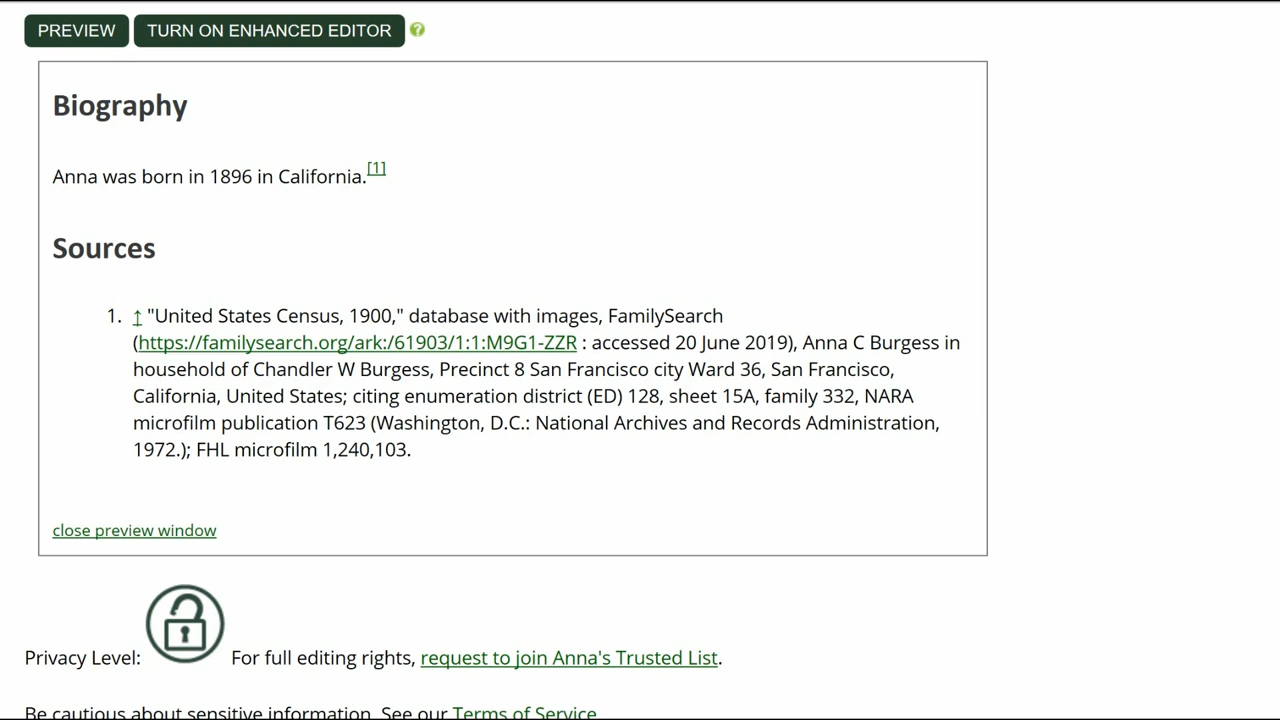 PREVIEW TURN ON ENHANCED EDITOR ?
Biography
Anna was born in 1896 in California.[1]
Sources
1. ↑ "United States Census, 1900," database with images, FamilySearch
(https://familysearch.org/ark:/61903/1:1:M9G1-ZZR : accessed 20 June 2019), Anna C Burgess in
household of Chandler W Burgess, Precinct 8 San Francisco city Ward 36, San Francisco,
California, United States; citing enumeration district (ED) 128, sheet 15A, family 332, NARA
microfilm publication T623 (Washington, D.C.: National Archives and Records Administration,
1972.); FHL microfilm 1,240,103.
close preview window
Privacy Level: For full editing rights, request to join Anna's Trusted List.
Be cautious about sensitive information. See our Terms of Service